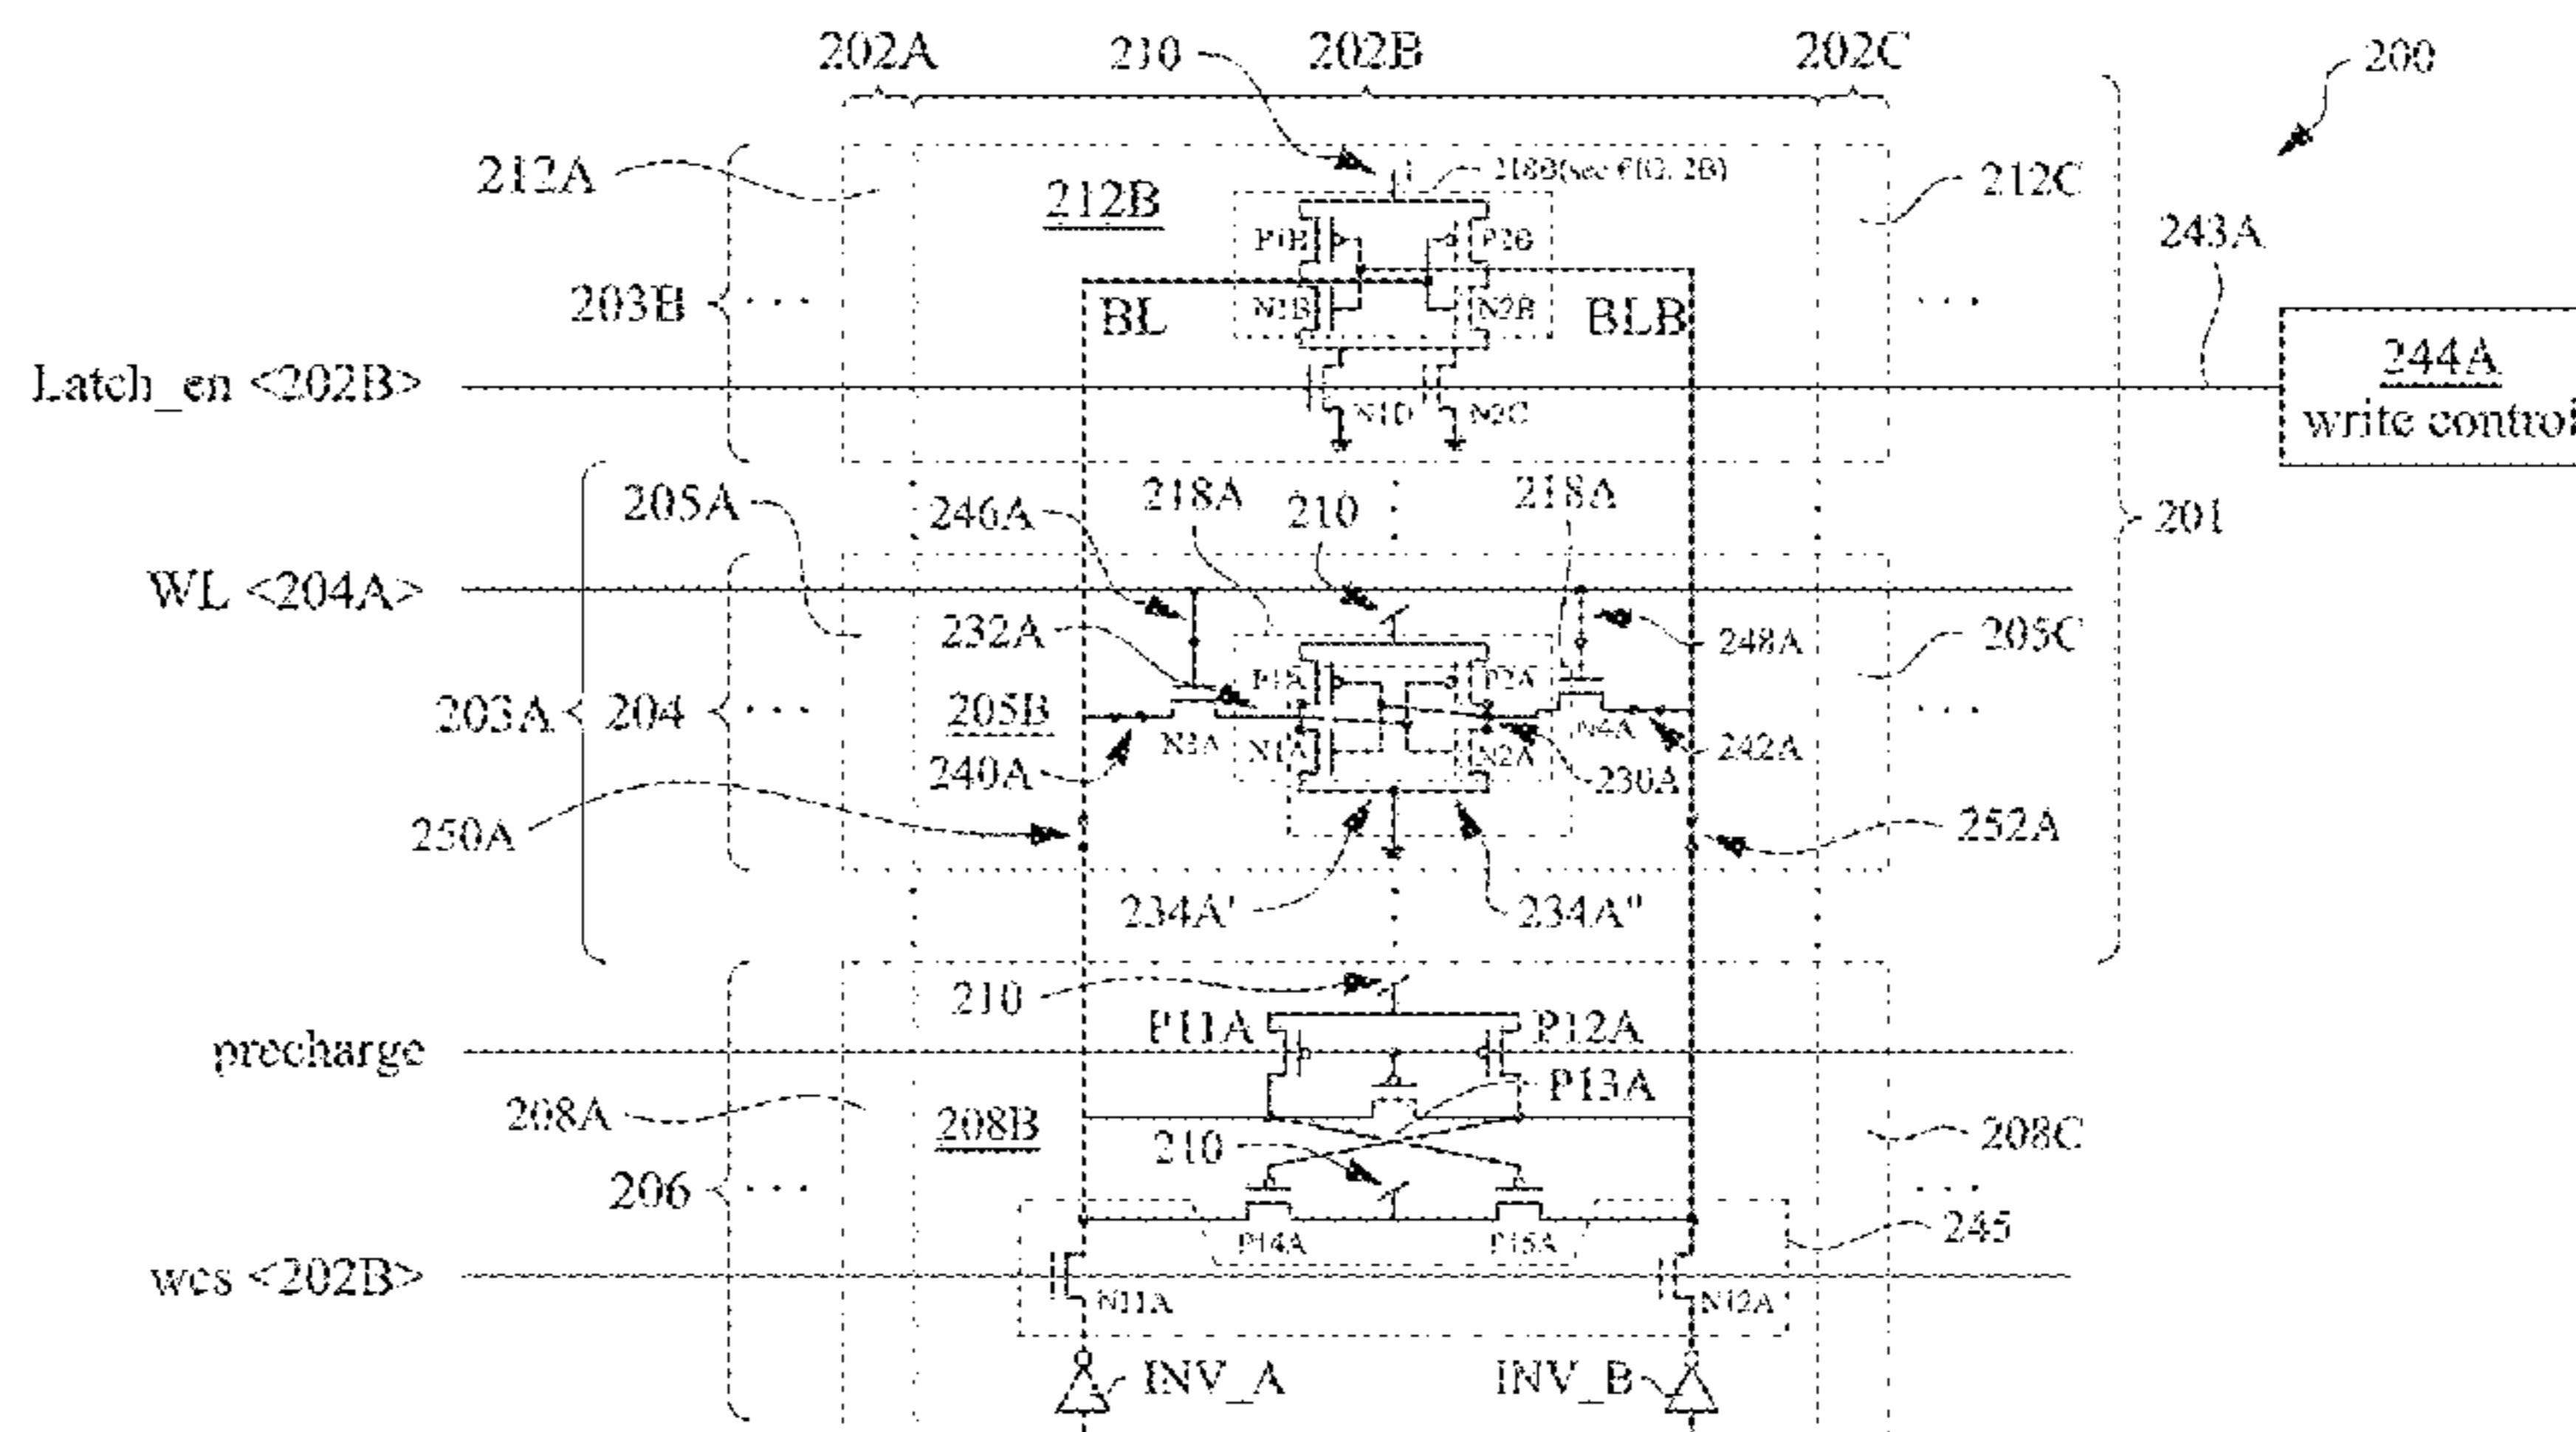 202A 210 202B 202C 200
212A 212B 218B(see FIG. 2B) 212C
P1B P2B 243A
203B ... BL N1B N2B BLB ...
Latch_en <202B> N1D N2C 244A
write control
205A 246A 218A 210 218A 201
WL <204A>
232A 248A 205C
P1A P2A
203A 204 ... 205B N3A N4A ...
240A N1A N2A 230A 242A
250A 252A
234A' 234A"
210
P11A P12A
precharge
P13A
208A 208B 210 208C
206 ... ...
P14A P15A 245
wcs <202B> N11A N12A
INV_A INV_B